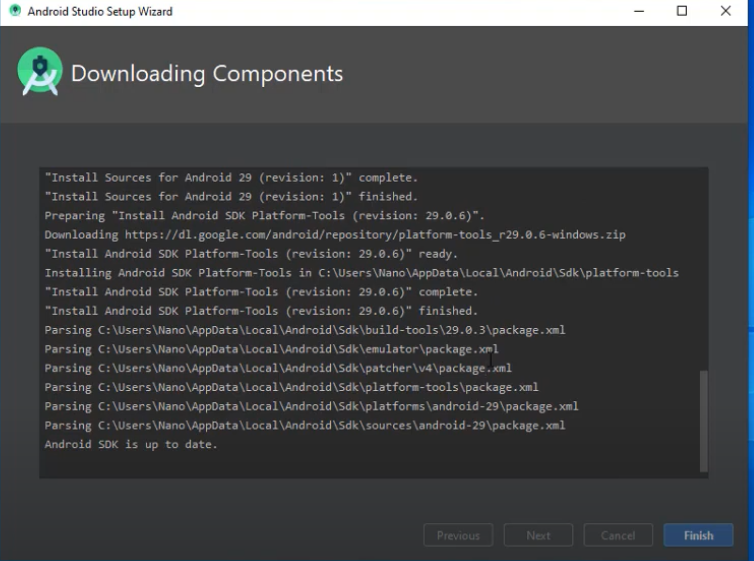 Android Studio Setup Wizard
Downloading Components
"Install Sources for Android 29 (revision: 1)" complete.
"Install Sources for Android 29 (revision: 1)" finished.
Preparing "Install Android SDK Platform-Tools (revision: 29.0.6)".
Downloading https://dl.google.com/android/repository/platform-tools_r29.0.6-windows.zip
"Install Android SDK Platform-Tools (revision: 29.0.6)" ready.
Installing Android SDK Platform-Tools in C:\Users\Nano\AppData\Local\Android\Sdk\platform-tools
"Install Android SDK Platform-Tools (revision: 29.0.6)" complete.
"Install Android SDK Platform-Tools (revision: 29.0.6)" finished.
Parsing C:\Users\Nano\AppData\Local\Android\Sdk\build-tools\29.0.3\package.xml
Parsing C:\Users\Nano\AppData\Local\Android\Sdk\emulator\package.xml
Parsing C:\Users\Nano\AppData\Local\Android\Sdk\patcher\v4\package.xml
Parsing C:\Users\Nano\AppData\Local\Android\Sdk\platform-tools\package.xml
Parsing C:\Users\Nano\AppData\Local\Android\Sdk\platforms\android-29\package.xml
Parsing C:\Users\Nano\AppData\Local\Android\Sdk\sources\android-29\package.xml
Android SDK is up to date.
Previous Next Cancel Finish